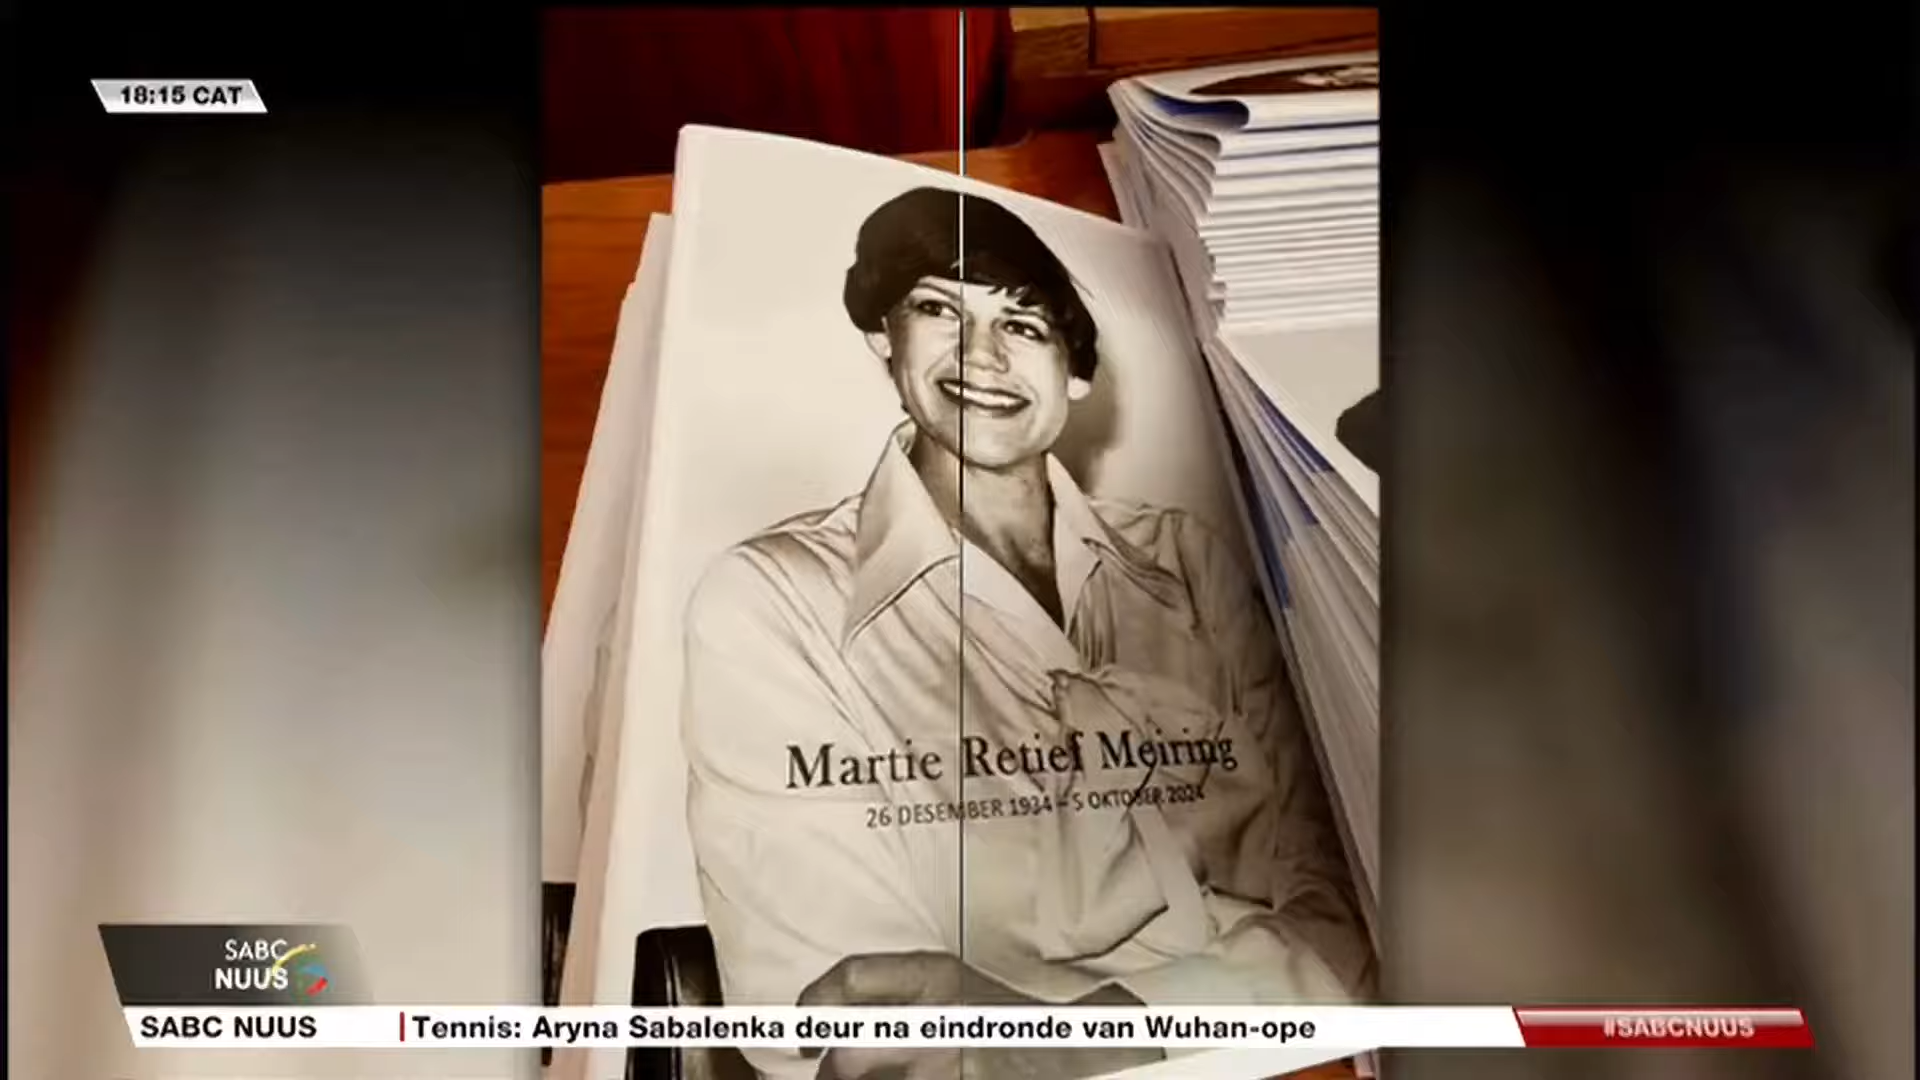 18:15 CAT
Martie Retief Meiring
26 DESEMBER 1934 – 5 OKTOBER 2024
SABC
NUUS
SABC NUUS
Tennis: Aryna Sabalenka deur na eindronde van Wuhan-ope
#SABCNUUS